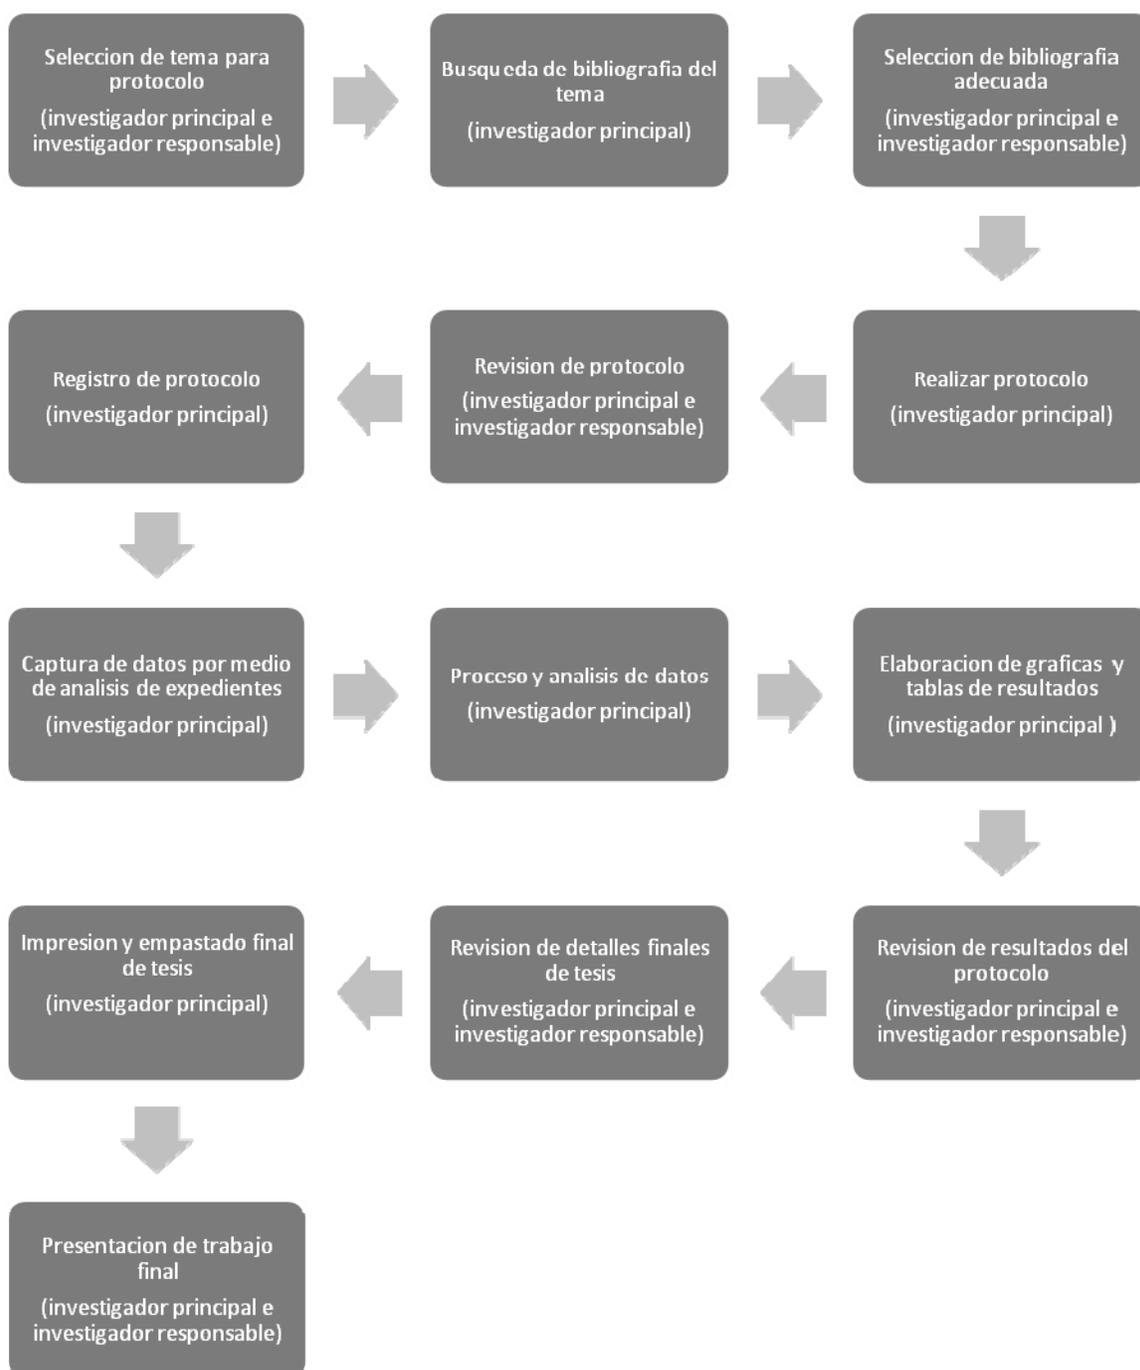 Seleccion de tema para
protocolo
(investigador principal e
investigador responsable)
Busqueda de bibliografia del
tema
(investigador principal)
Seleccion de bibliografia
adecuada
(investigador principal e
investigador responsable)
Realizar protocolo
(investigador principal)
Revision de protocolo
(investigador principal e
investigador responsable)
Registro de protocolo
(investigador principal)
Captura de datos por medio
de analisis de expedientes
(investigador principal)
Proceso y analisis de datos
(investigador principal)
Elaboracion de graficas y
tablas de resultados
(investigador principal )
Revision de resultados del
protocolo
(investigador principal e
investigador responsable)
Revision de detalles finales
de tesis
(investigador principal e
investigador responsable)
Impresion y empastado final
de tesis
(investigador principal)
Presentacion de trabajo
final
(investigador principal e
investigador responsable)